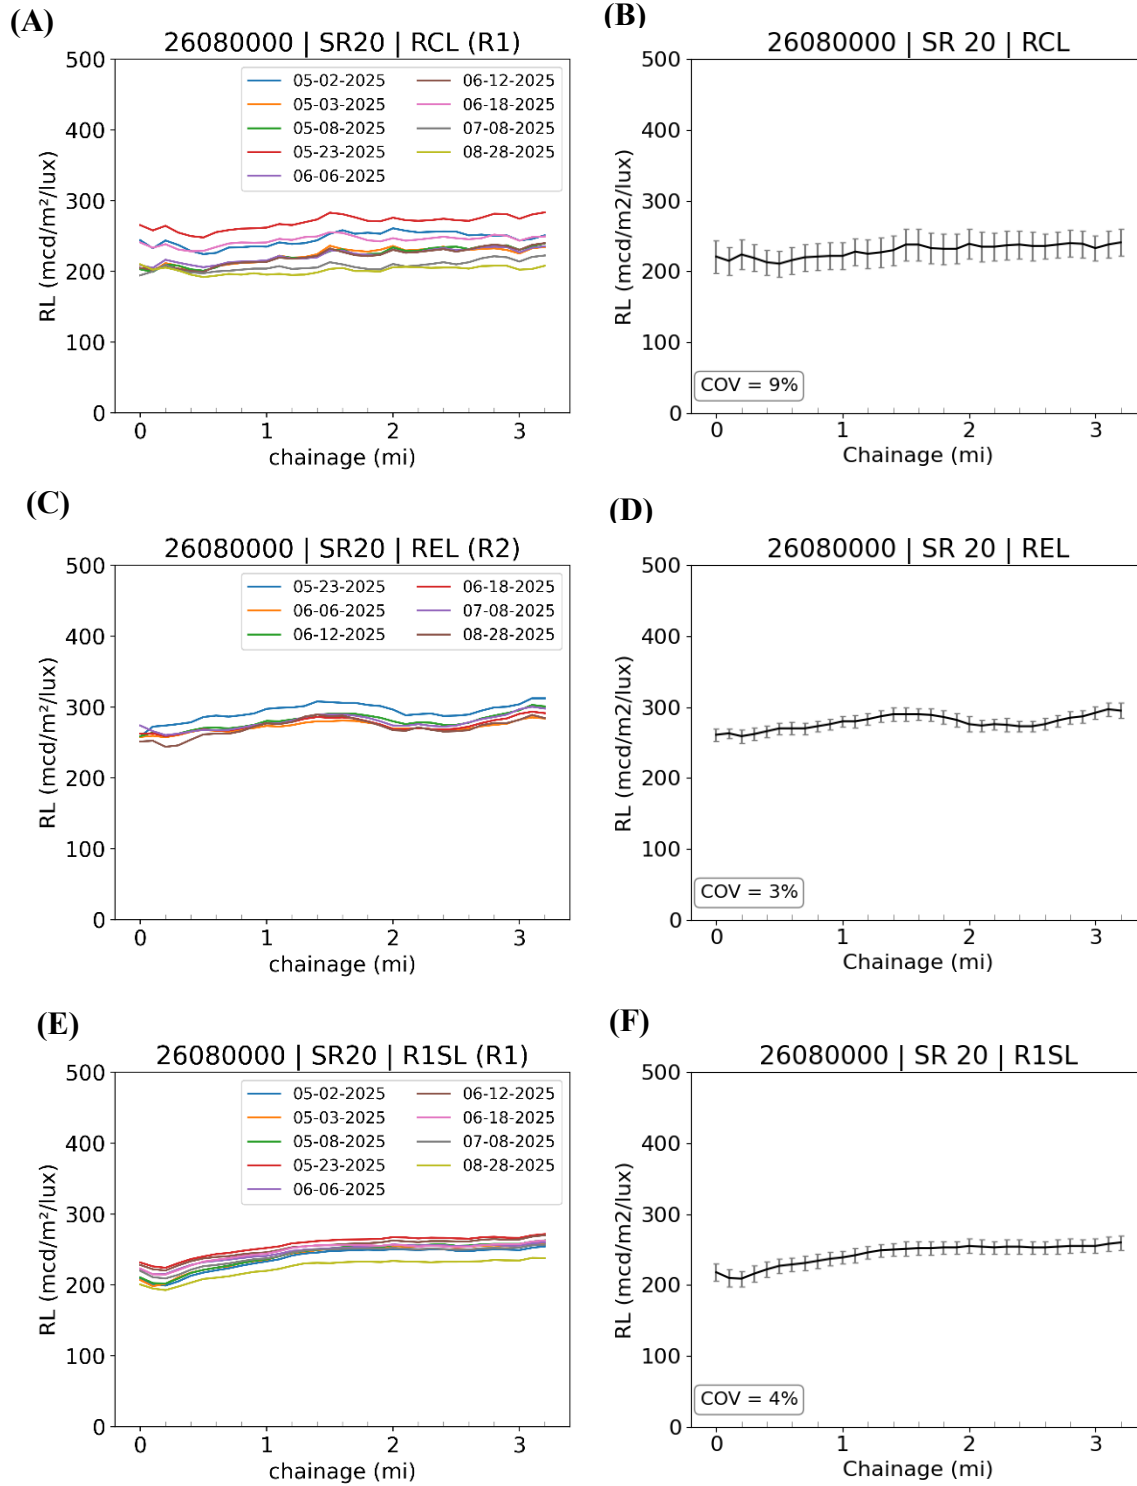 (A)
26080000 | SR20 | RCL (R1)
RL (mcd/m²/lux)
500
400
300
200
100
0
05-02-2025
05-03-2025
05-08-2025
05-23-2025
06-06-2025
06-12-2025
06-18-2025
07-08-2025
08-28-2025
0 1 2 3
chainage (mi)
(B)
26080000 | SR 20 | RCL
RL (mcd/m2/lux)
500
400
300
200
100
0
COV = 9%
0 1 2 3
Chainage (mi)
(C)
26080000 | SR20 | REL (R2)
RL (mcd/m²/lux)
500
400
300
200
100
0
05-23-2025
06-06-2025
06-12-2025
06-18-2025
07-08-2025
08-28-2025
0 1 2 3
chainage (mi)
(D)
26080000 | SR 20 | REL
RL (mcd/m2/lux)
500
400
300
200
100
0
COV = 3%
0 1 2 3
Chainage (mi)
(E)
26080000 | SR20 | R1SL (R1)
RL (mcd/m²/lux)
500
400
300
200
100
0
05-02-2025
05-03-2025
05-08-2025
05-23-2025
06-06-2025
06-12-2025
06-18-2025
07-08-2025
08-28-2025
0 1 2 3
chainage (mi)
(F)
26080000 | SR 20 | R1SL
RL (mcd/m2/lux)
500
400
300
200
100
0
COV = 4%
0 1 2 3
Chainage (mi)